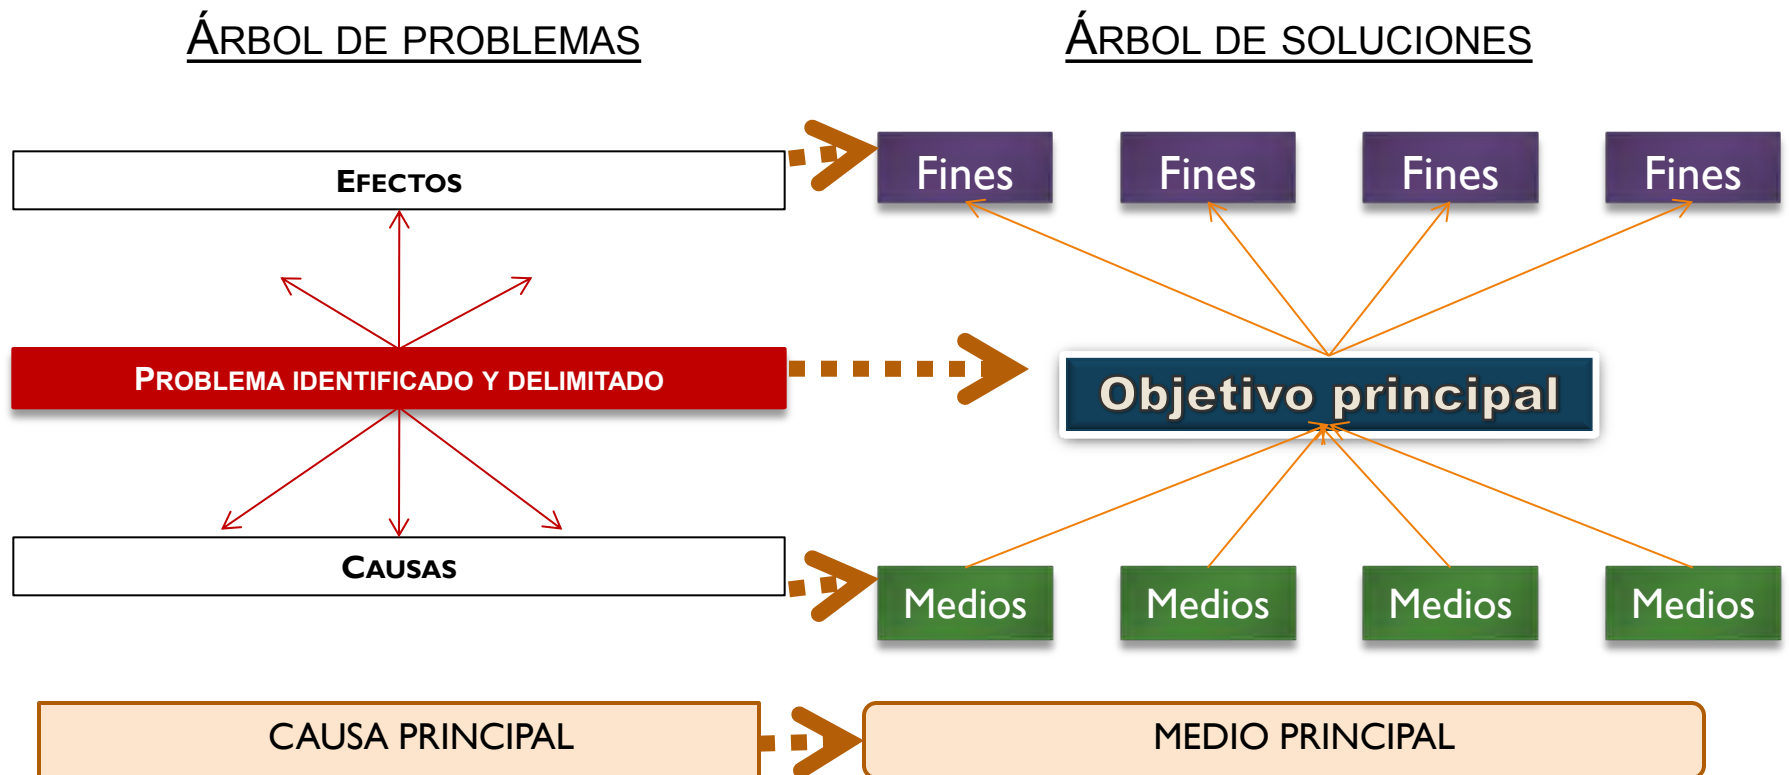 ÁRBOL DE PROBLEMAS
ÁRBOL DE SOLUCIONES
EFECTOS
Fines
Fines
Fines
Fines
PROBLEMA IDENTIFICADO Y DELIMITADO
Objetivo principal
CAUSAS
Medios
Medios
Medios
Medios
CAUSA PRINCIPAL
MEDIO PRINCIPAL